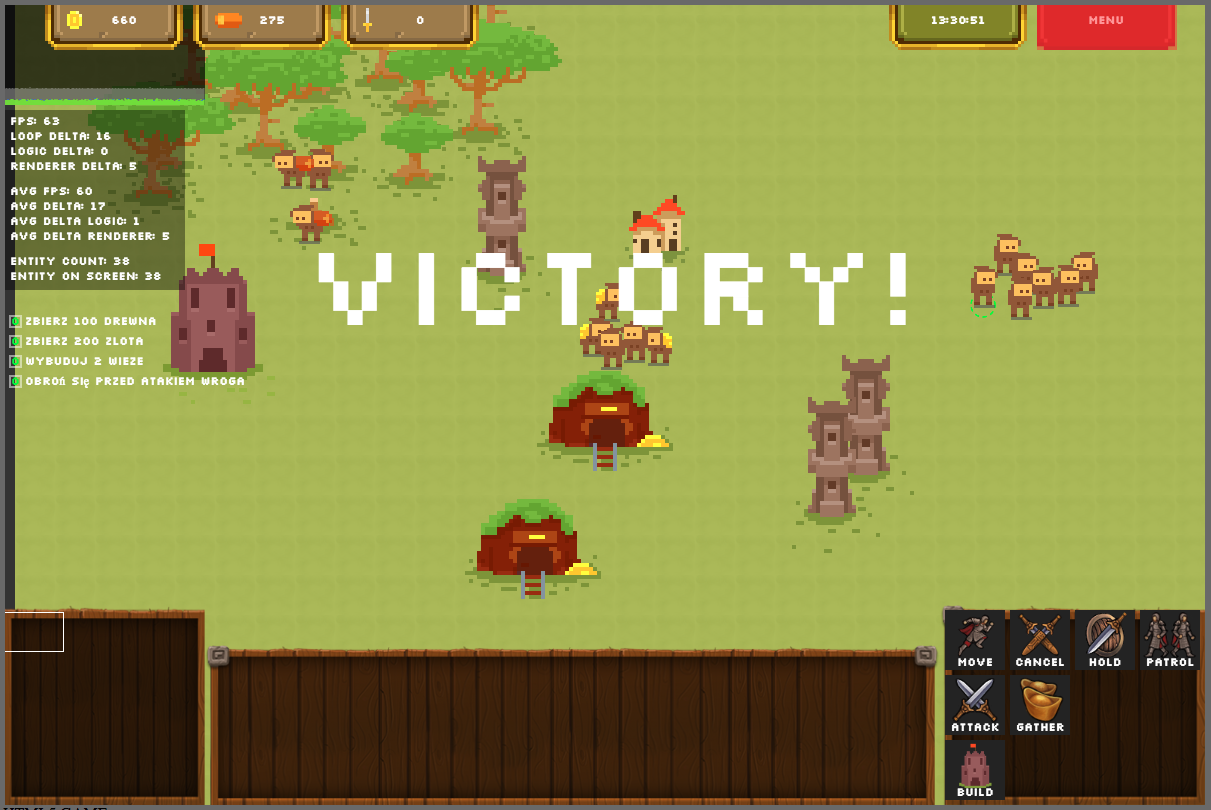 660
275
0
13:30:51
MENU
FPS: 63
LOOP DELTA: 16
LOGIC DELTA: 0
RENDERER DELTA: 5
AVG FPS: 60
AVG DELTA: 17
AVG DELTA LOGIC: 1
AVG DELTA RENDERER: 5
ENTITY COUNT: 38
ENTITY ON SCREEN: 38
VICTORY!
ZBIERZ 100 DREWNA
ZBIERZ 200 ZLOTA
WYBUDUJ 2 WIEZE
OBROń SIę PRZED ATAKIEM WROGA
MOVE
CANCEL
HOLD
PATROL
ATTACK
GATHER
BUILD
HTML5 GAME